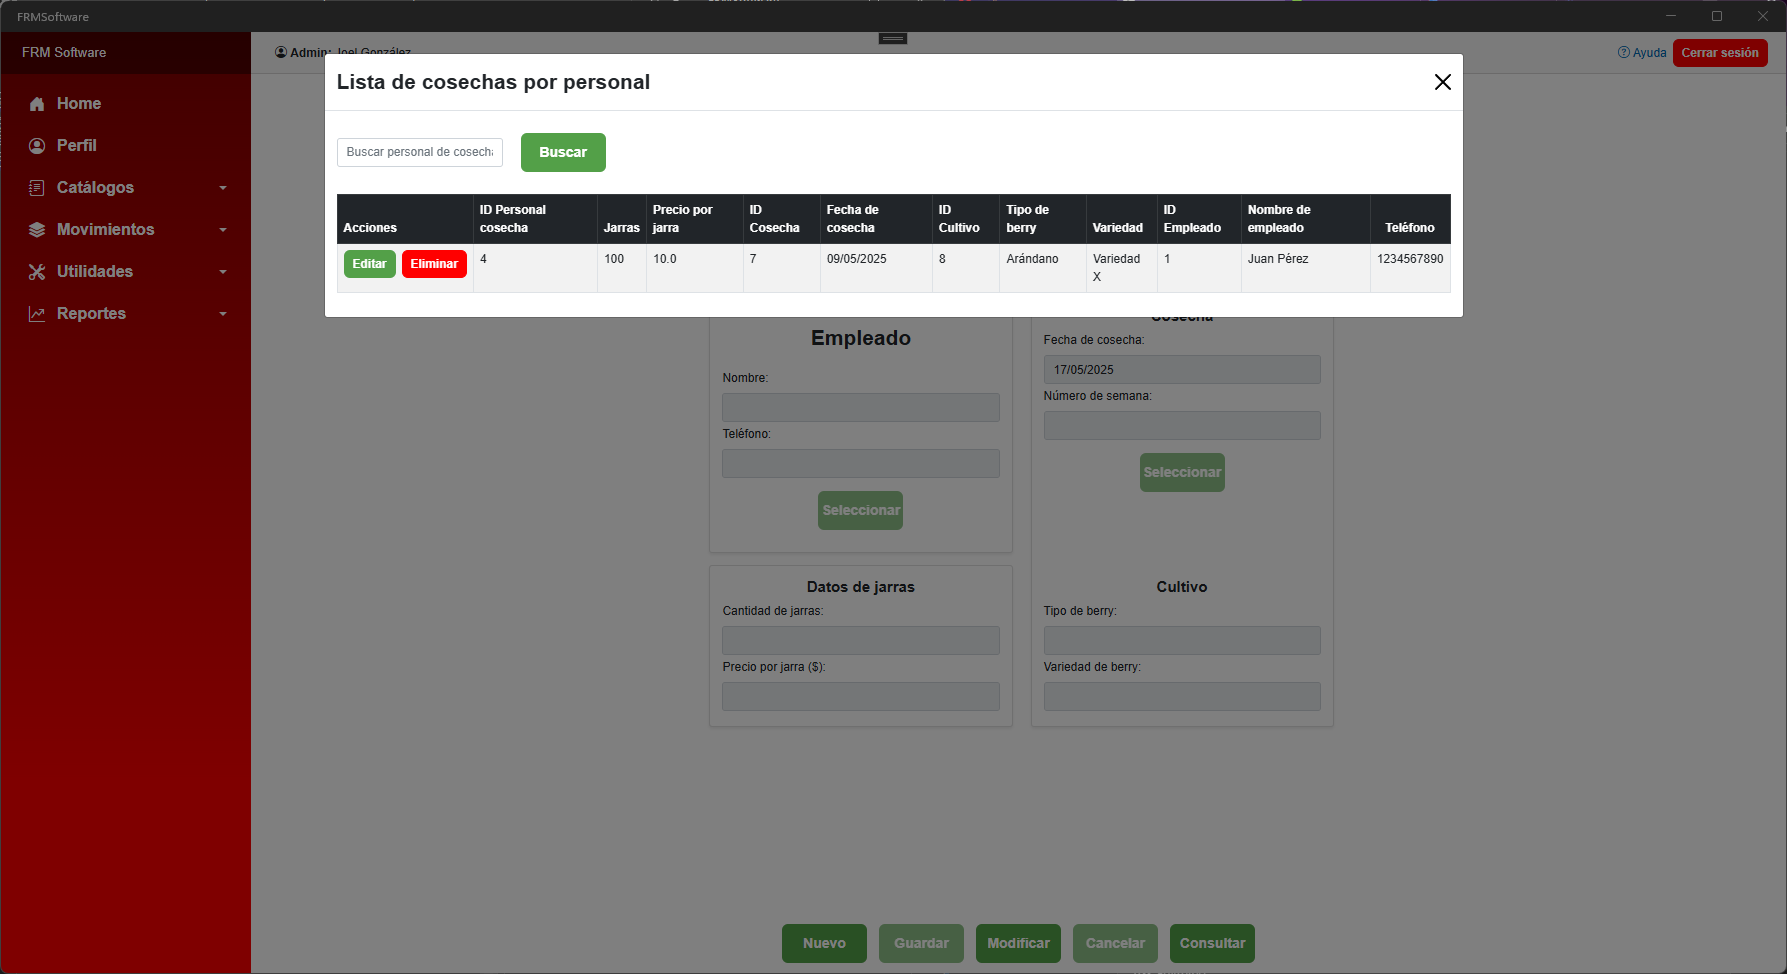 FRMSoftware
FRM Software
Admin: Joel González
Ayuda
Cerrar sesión
Home
Perfil
Catálogos
Movimientos
Utilidades
Reportes
Lista de cosechas por personal
Buscar personal de cosecha
Buscar
Acciones
ID Personal cosecha
Jarras
Precio por jarra
ID Cosecha
Fecha de cosecha
ID Cultivo
Tipo de berry
Variedad
ID Empleado
Nombre de empleado
Teléfono
Editar
Eliminar
4
100
10.0
7
09/05/2025
8
Arándano
Variedad X
1
Juan Pérez
1234567890
Empleado
Nombre:
Teléfono:
Seleccionar
Cosecha
Fecha de cosecha:
17/05/2025
Número de semana:
Seleccionar
Datos de jarras
Cantidad de jarras:
Precio por jarra ($):
Cultivo
Tipo de berry:
Variedad de berry:
Nuevo
Guardar
Modificar
Cancelar
Consultar